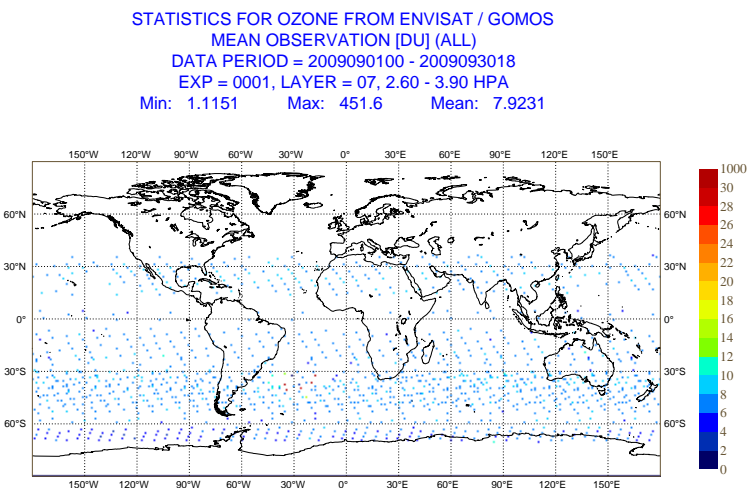 STATISTICS FOR OZONE FROM ENVISAT / GOMOS
MEAN OBSERVATION [DU] (ALL)
DATA PERIOD = 2009090100 - 2009093018
EXP = 0001, LAYER = 07, 2.60 - 3.90 HPA
Min: 1.1151 Max: 451.6 Mean: 7.9231
150°W 120°W 90°W 60°W 30°W 0° 30°E 60°E 90°E 120°E 150°E
60°N 60°N
30°N 30°N
0° 0°
30°S 30°S
60°S 60°S
150°W 120°W 90°W 60°W 30°W 0° 30°E 60°E 90°E 120°E 150°E
1000
30
28
26
24
22
20
18
16
14
12
10
8
6
4
2
0